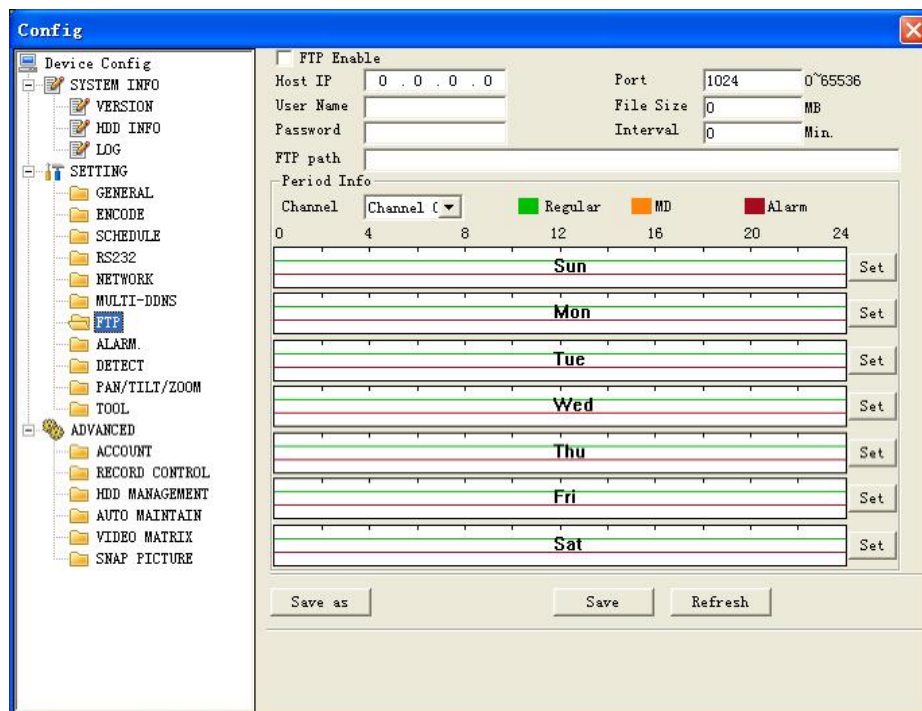 Config
Device Config
SYSTEM INFO
VERSION
HDD INFO
LOG
SETTING
GENERAL
ENCODE
SCHEDULE
RS232
NETWORK
MULTI-DDNS
FTP
ALARM.
DETECT
PAN/TILT/ZOOM
TOOL
ADVANCED
ACCOUNT
RECORD CONTROL
HDD MANAGEMENT
AUTO MAINTAIN
VIDEO MATRIX
SNAP PICTURE
FTP Enable
Host IP 0 . 0 . 0 . 0 Port 1024 0~65536
User Name File Size 0 MB
Password Interval 0 Min.
FTP path
Period Info
Channel Channel 0 Regular MD Alarm
0 4 8 12 16 20 24
Sun Set
Mon Set
Tue Set
Wed Set
Thu Set
Fri Set
Sat Set
Save as Save Refresh